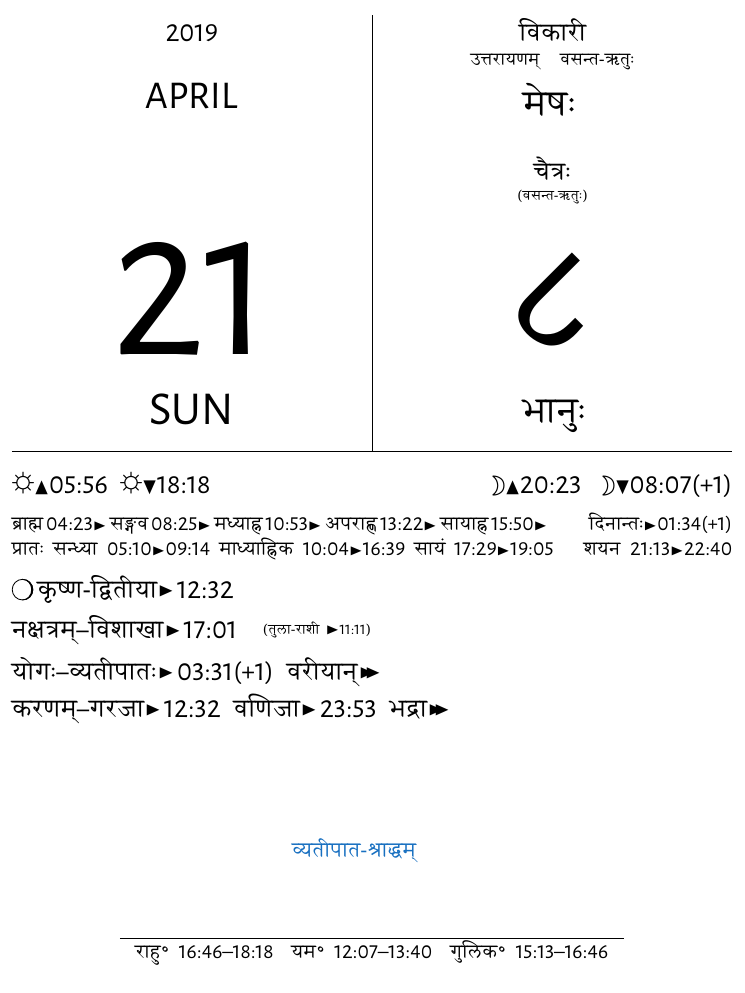 2019
APRIL
21
SUN
विकारी
उत्तरायणम् वसन्त-ऋतुः
मेषः
चैत्रः
(वसन्त-ऋतुः)
८
भानुः
☼▲05:56 ☼▼18:18 ☽▲20:23 ☽▼08:07(+1)
ब्राह्म 04:23► सङ्गव 08:25► मध्याह्न 10:53► अपराह्ण 13:22► सायाह्न 15:50► दिनान्तः►01:34(+1)
प्रातः सन्ध्या 05:10►09:14 माध्याह्निक 10:04►16:39 सायं 17:29►19:05 शयन 21:13►22:40
❍ कृष्ण-द्वितीया►12:32
नक्षत्रम्–विशाखा►17:01 (तुला-राशी ►11:11)
योगः–व्यतीपातः►03:31(+1) वरीयान्►►
करणम्–गरजा►12:32 वणिजा►23:53 भद्रा►►
व्यतीपात-श्राद्धम्
राहु॰ 16:46–18:18 यम॰ 12:07–13:40 गुलिक॰ 15:13–16:46